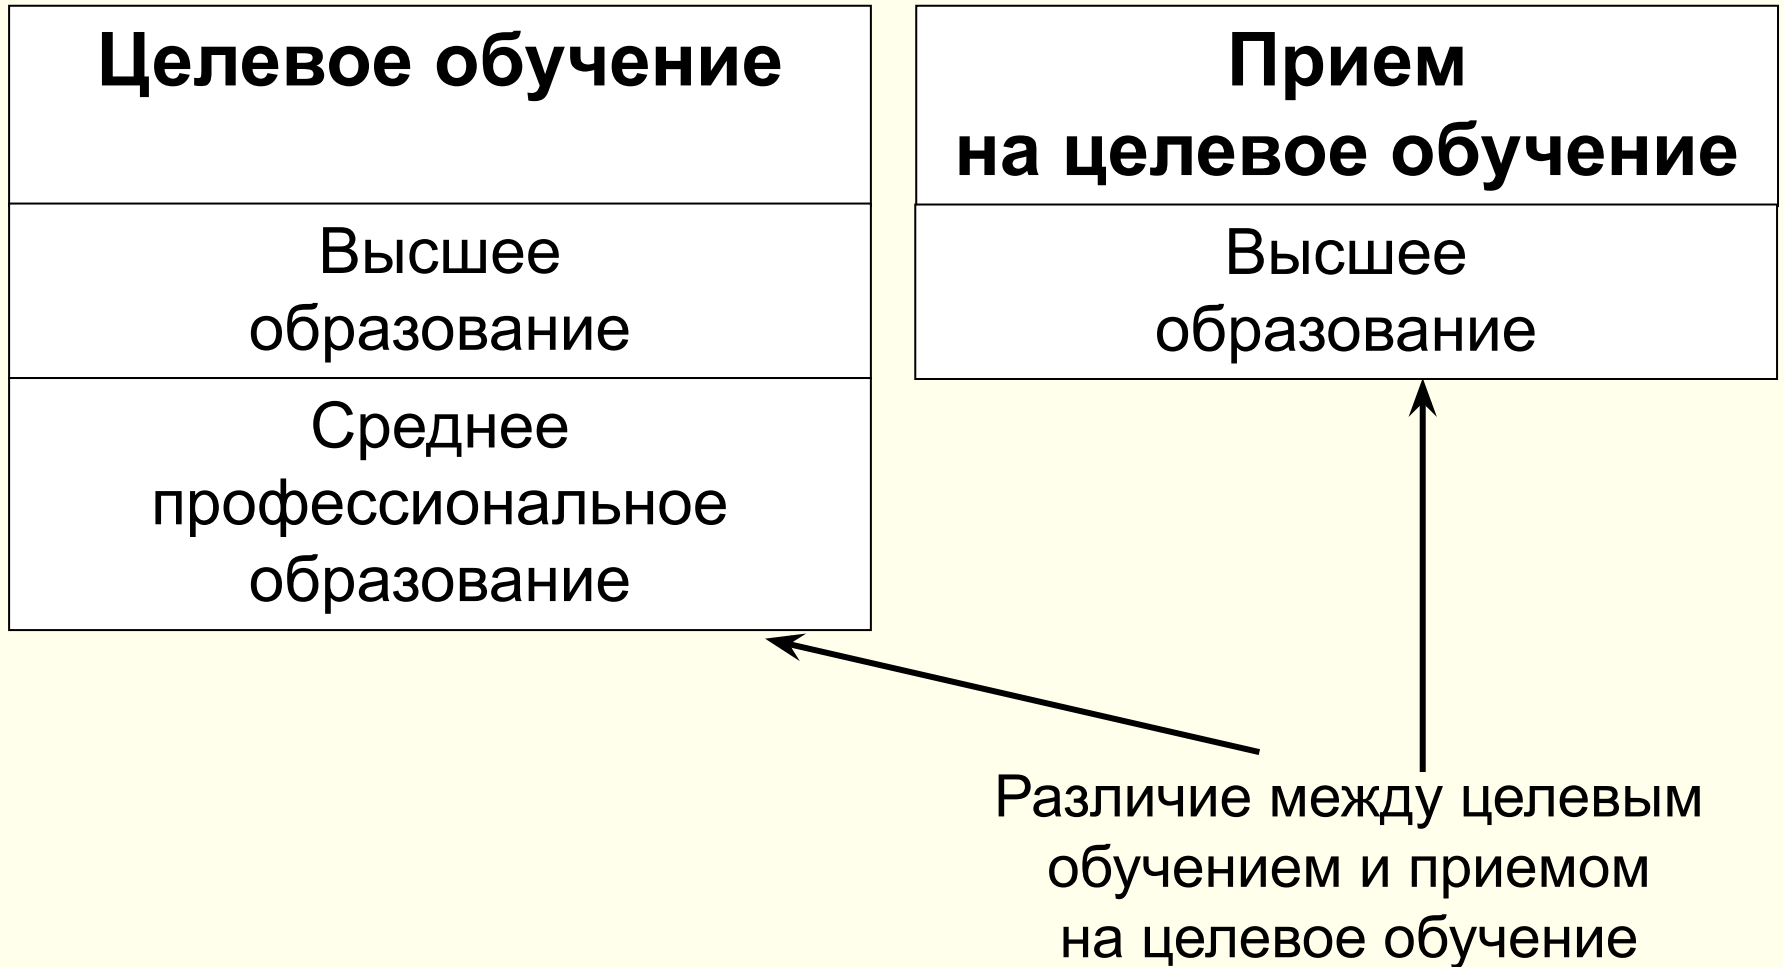 Целевое обучение
Высшее
образование
Среднее
профессиональное
образование
Прием
на целевое обучение
Высшее
образование
Различие между целевым
обучением и приемом
на целевое обучение